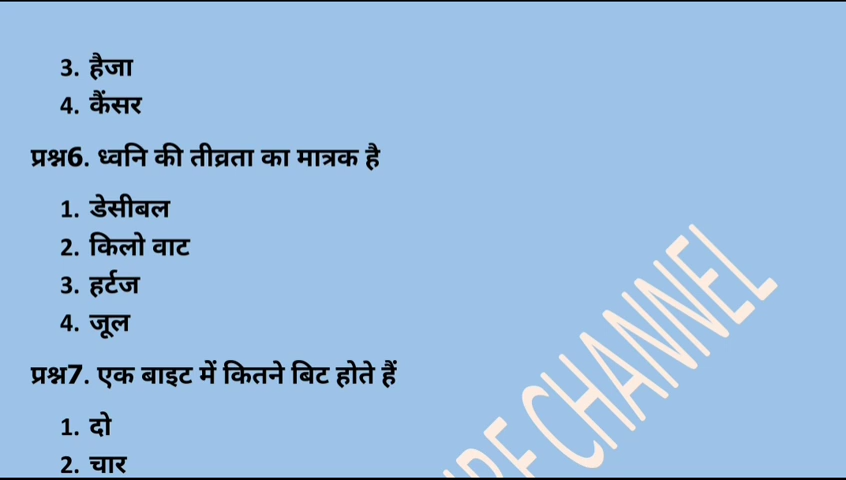 3. हैजा
4. कैंसर
प्रश्न6. ध्वनि की तीव्रता का मात्रक है
1. डेसीबल
2. किलो वाट
3. हर्टज
4. जूल
प्रश्न7. एक बाइट में कितने बिट होते हैं
1. दो
2. चार
CHANNEL